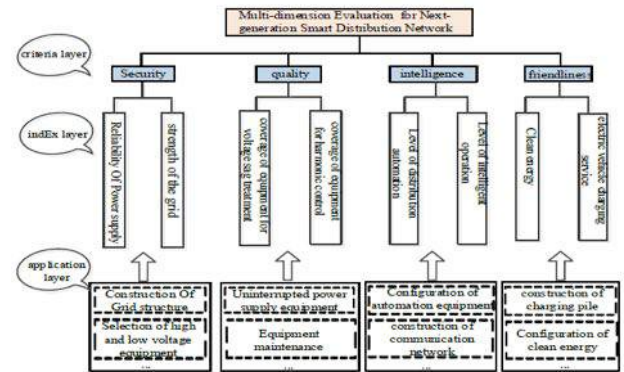 Multi-dimension Evaluation for Next-
generation Smart Distribution Network
criteria layer
Security
quality
intelligence
friendliness
indEx layer
Reliability Of Power supply
strength of the grid
coverage of equipment for
voltage sag treatment
coverage of equipment
for harmonic control
Level of distribution
automation
Level of intelligent
operation
Clean energy
electric vehicle charging
service
application
layer
Construction Of
Grid structure
Selection of high
and low voltage
equipment
...
Uninterrupted power
supply equipment
Equipment
maintenance
...
Configuration of
automation equipment
construction of
communication
network
...
construction of
charging pile
Configuration of
clean energy
...